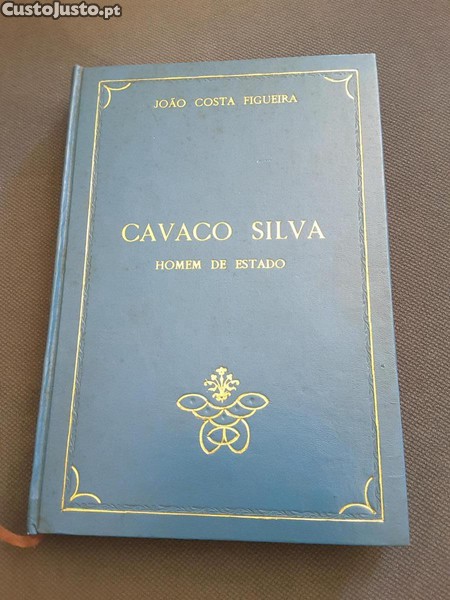 CustoJusto.pt
JOÃO COSTA FIGUEIRA
CAVACO SILVA
HOMEM DE ESTADO